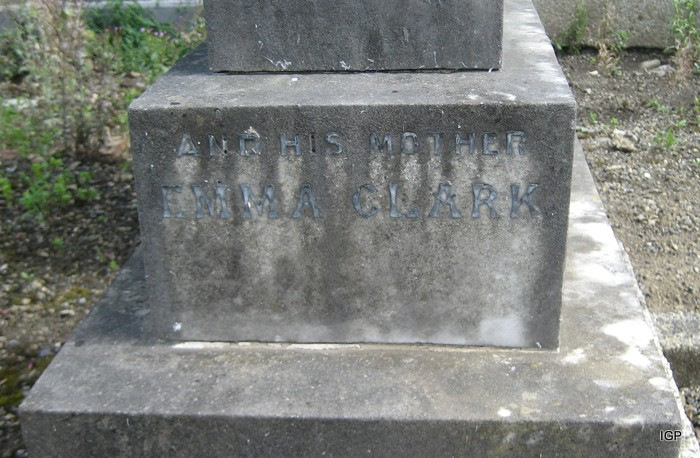 AND HIS MOTHER
EMMA CLARK
IGP